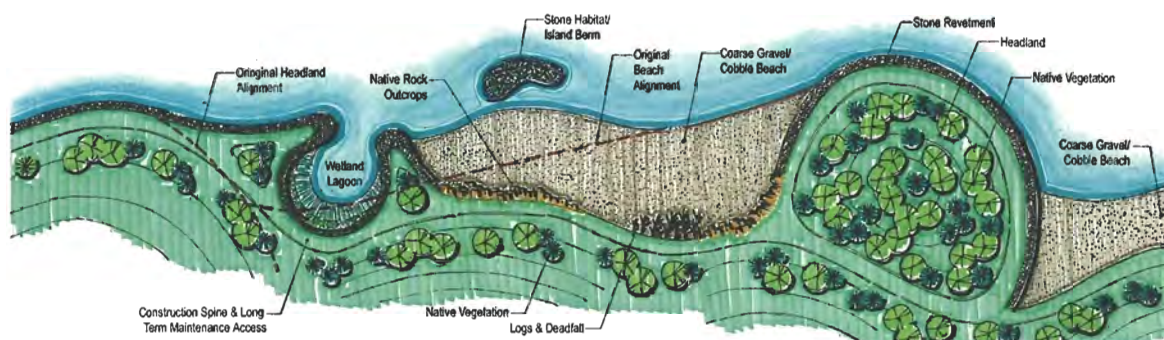 Stone Habitat/
Island Berm
Original Headland
Alignment
Native Rock
Outcrops
Original
Beach
Alignment
Coarse Gravel/
Cobble Beach
Stone Revetment
Headland
Native Vegetation
Coarse Gravel/
Cobble Beach
Wetland
Lagoon
Construction Spine & Long
Term Maintenance Access
Native Vegetation
Logs & Deadfall